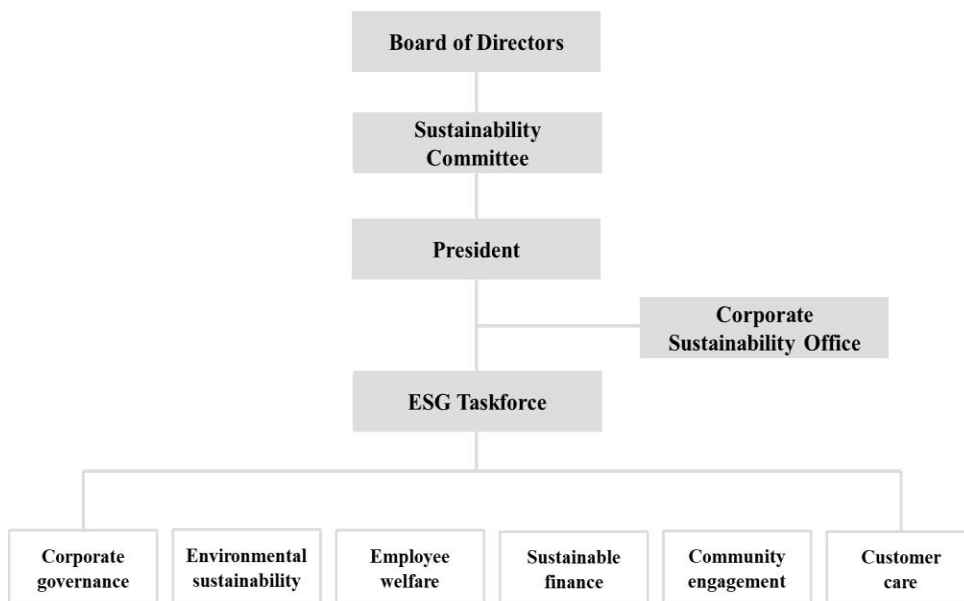 Board of Directors
Sustainability
Committee
President
Corporate
Sustainability Office
ESG Taskforce
Corporate
governance
Environmental
sustainability
Employee
welfare
Sustainable
finance
Community
engagement
Customer
care